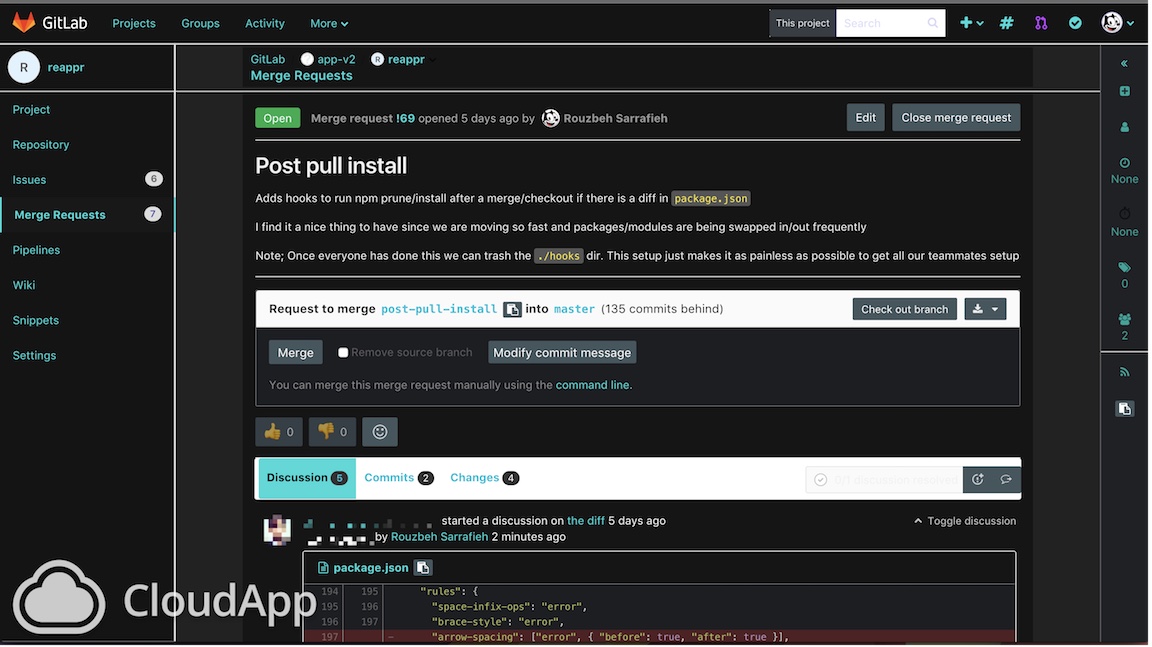 GitLab Projects Groups Activity More This project Search
R reappr
GitLab app-v2 R reappr
Merge Requests
Project
Repository
Issues 6
Merge Requests 7
Pipelines
Wiki
Snippets
Settings
Open Merge request !69 opened 5 days ago by Rouzbeh Sarrafieh Edit Close merge request
Post pull install
Adds hooks to run npm prune/install after a merge/checkout if there is a diff in package.json
I find it a nice thing to have since we are moving so fast and packages/modules are being swapped in/out frequently
Note; Once everyone has done this we can trash the ./hooks dir. This setup just makes it as painless as possible to get all our teammates setup
Request to merge post-pull-install into master (135 commits behind) Check out branch
Merge Remove source branch Modify commit message
You can merge this merge request manually using the command line.
0 0
Discussion 5 Commits 2 Changes 4 0/1 discussion resolved
started a discussion on the diff 5 days ago Toggle discussion
by Rouzbeh Sarrafieh 2 minutes ago
package.json
194 195 "rules": {
195 196 "space-infix-ops": "error",
196 197 "brace-style": "error",
197 - "arrow-spacing": ["error", { "before": true, "after": true }],
None
None
0
2
CloudApp